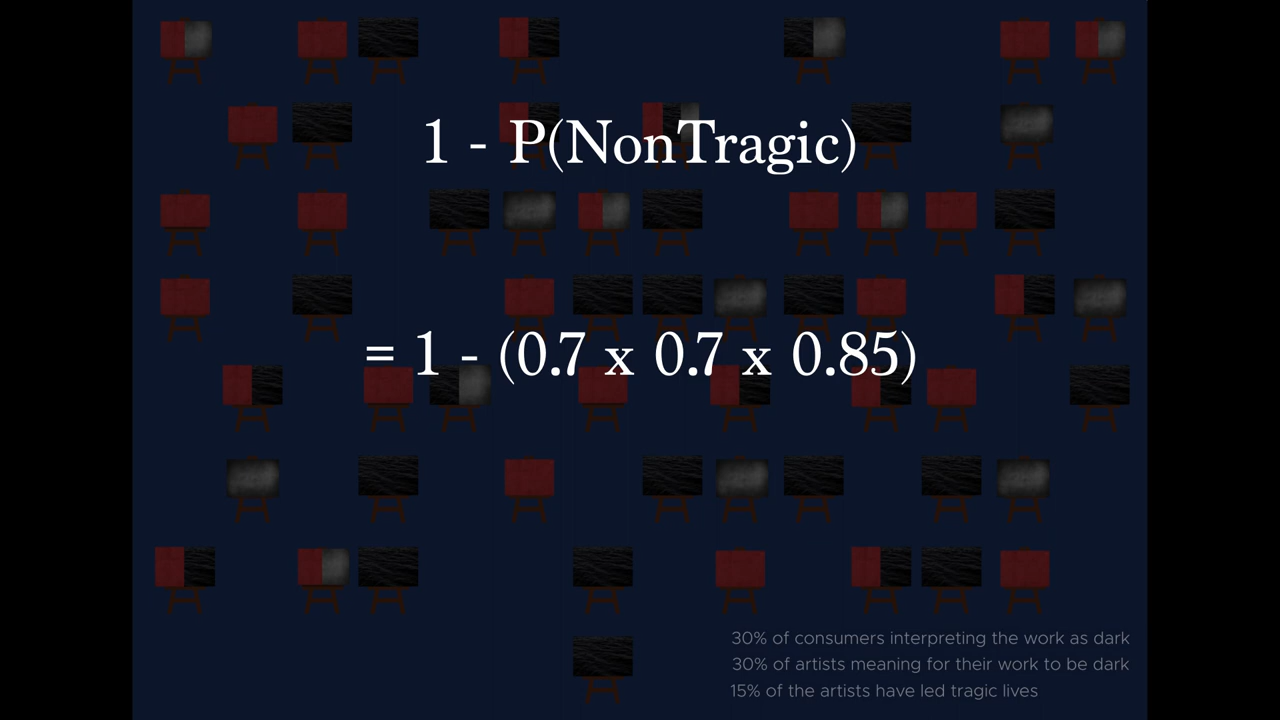 1 - P(NonTragic)
= 1 - (0.7 x 0.7 x 0.85)
30% of consumers interpreting the work as dark
30% of artists meaning for their work to be dark
15% of the artists have led tragic lives